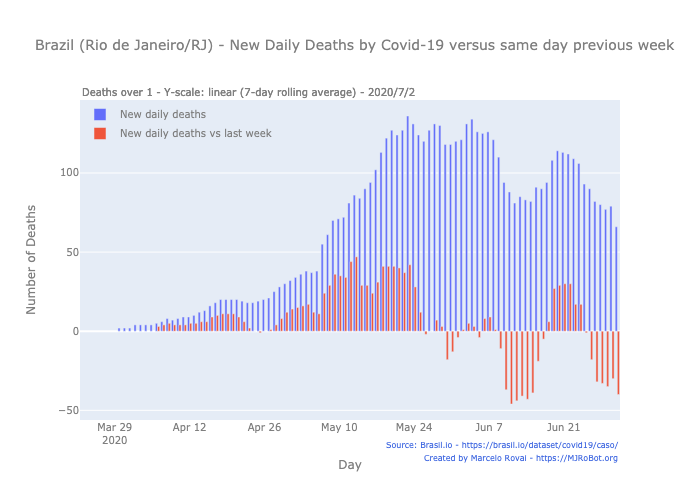 Brazil (Rio de Janeiro/RJ) - New Daily Deaths by Covid-19 versus same day previous week
Deaths over 1 - Y-scale: linear (7-day rolling average) - 2020/7/2
New daily deaths
New daily deaths vs last week
100
50
0
−50
Number of Deaths
Mar 29 Apr 12 Apr 26 May 10 May 24 Jun 7 Jun 21
2020
Source: Brasil.io - https://brasil.io/dataset/covid19/caso/
Created by Marcelo Rovai - https://MJRoBot.org
Day